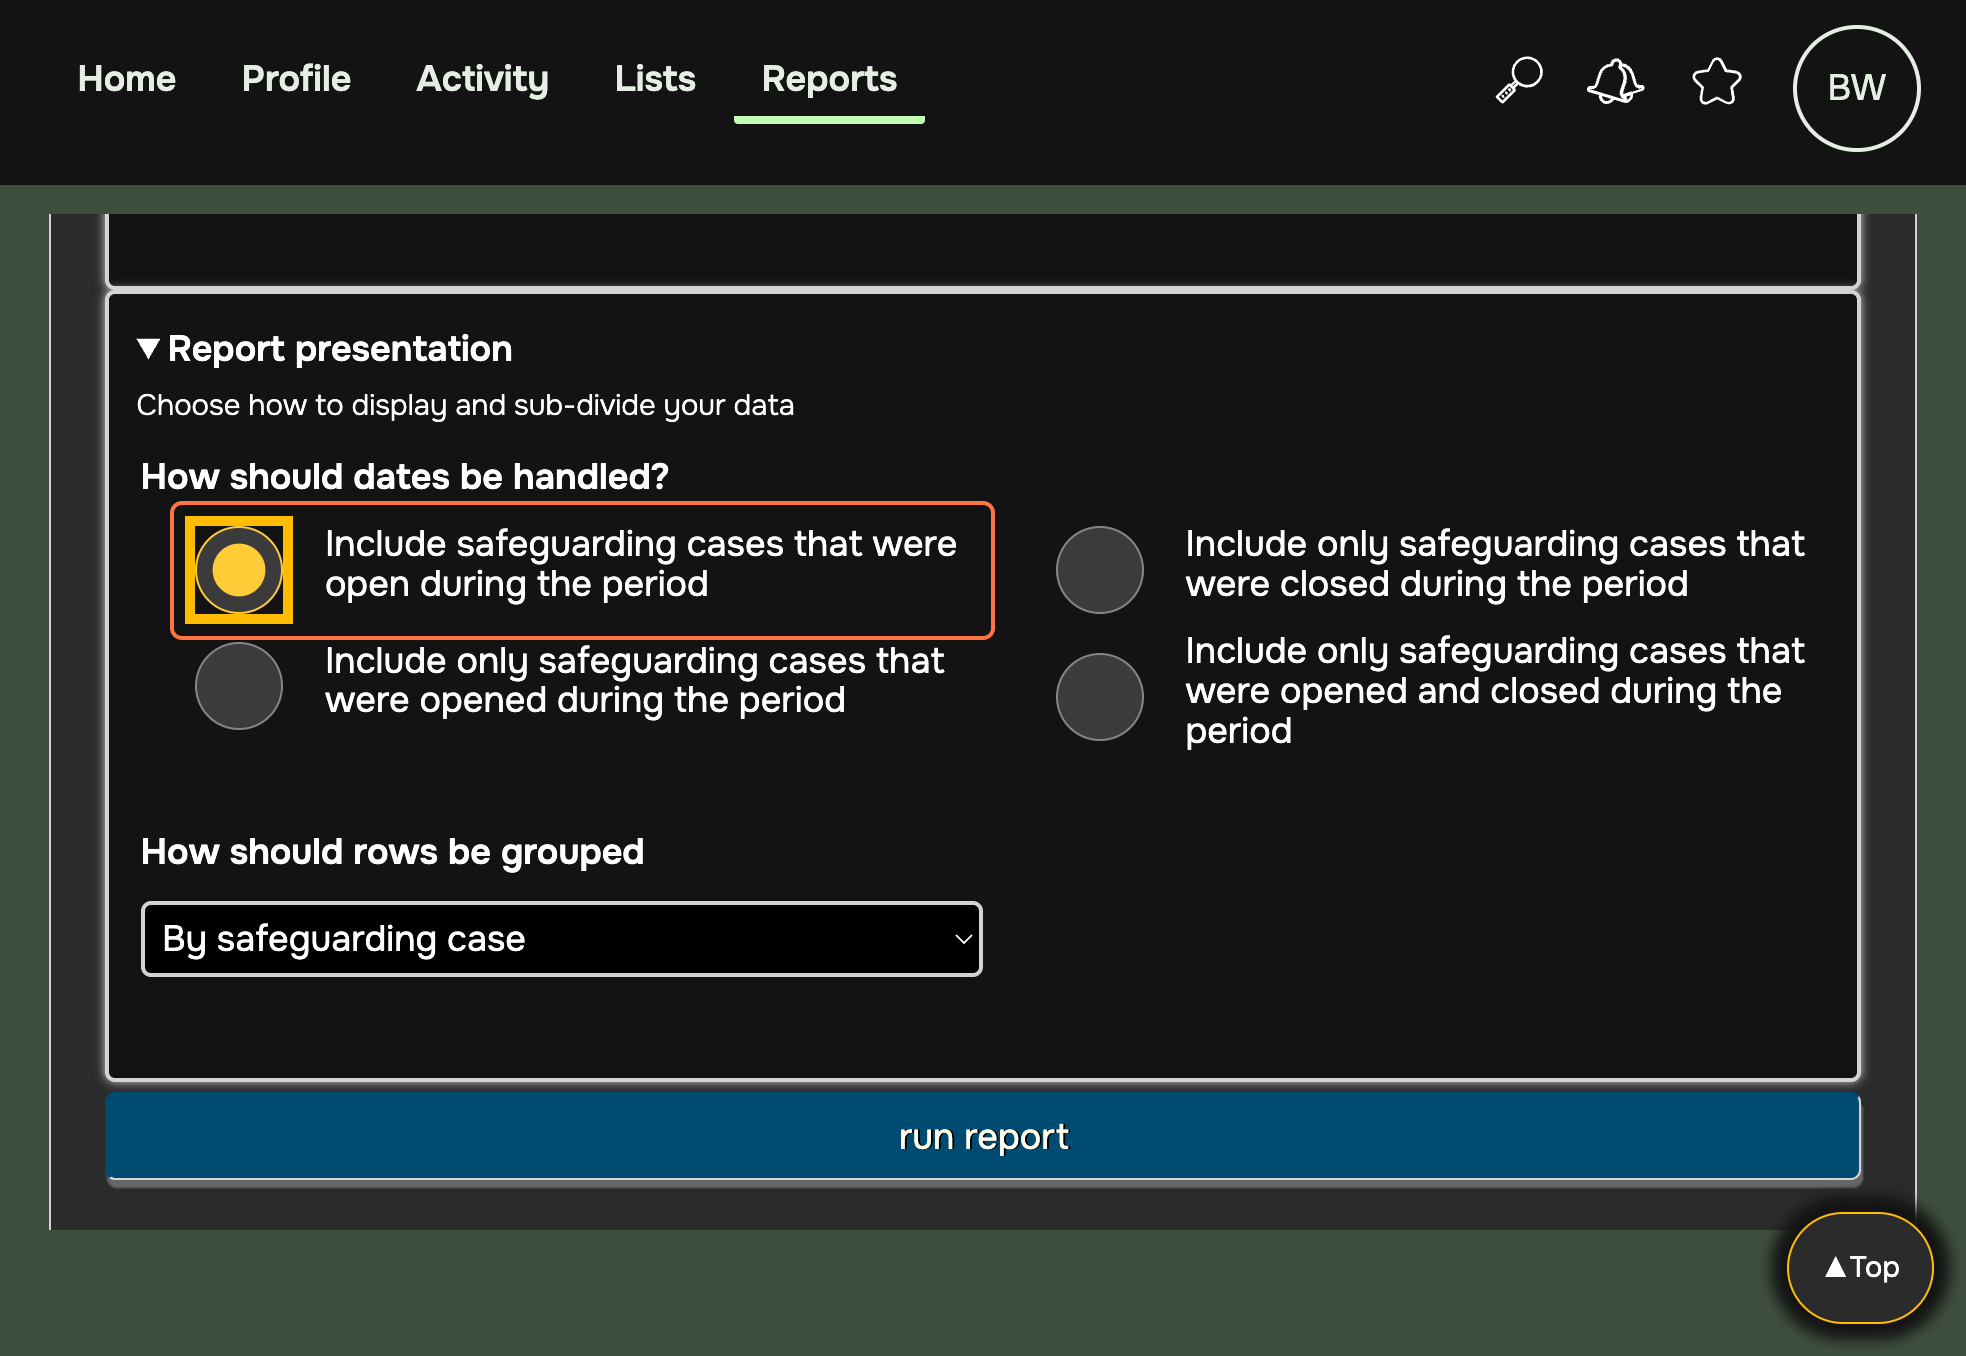 Home Profile Activity Lists Reports BW
▼ Report presentation
Choose how to display and sub-divide your data
How should dates be handled?
Include safeguarding cases that were
open during the period
Include only safeguarding cases that
were closed during the period
Include only safeguarding cases that
were opened during the period
Include only safeguarding cases that
were opened and closed during the
period
How should rows be grouped
By safeguarding case
run report
▲Top